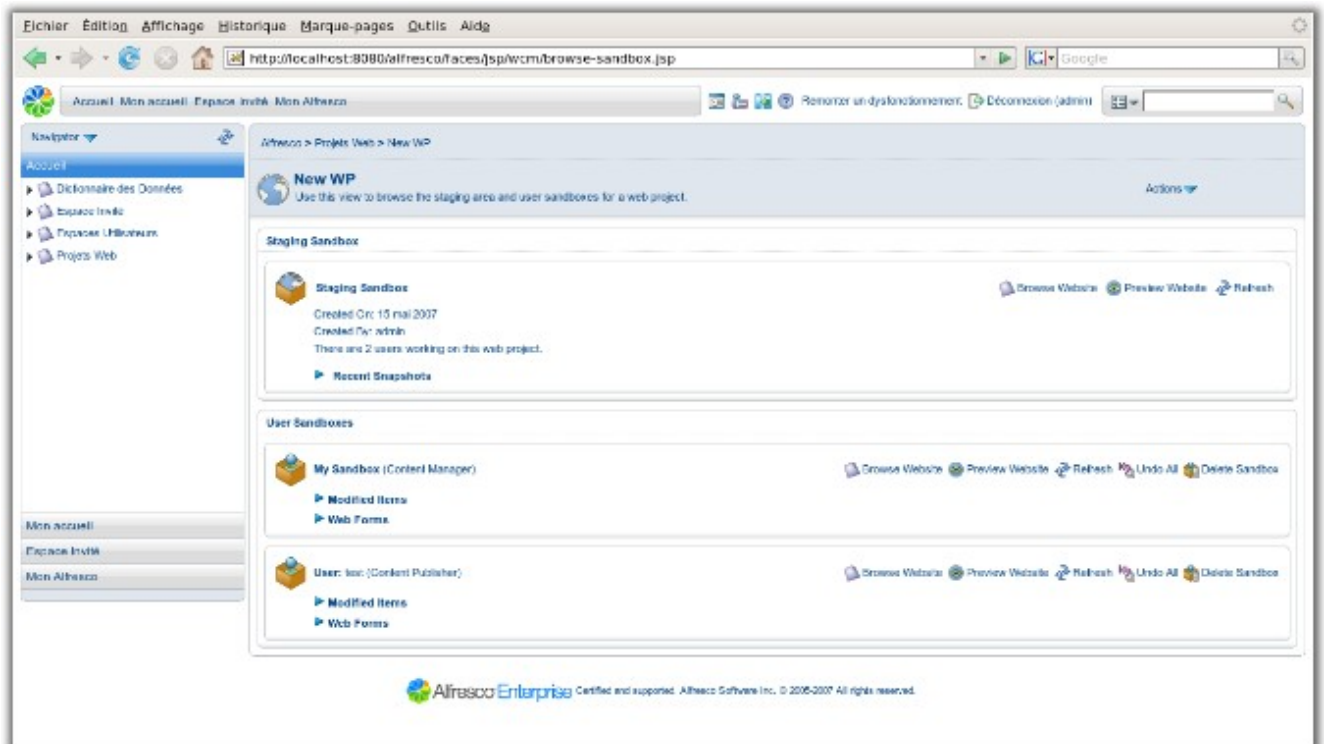 Fichier Édition Affichage Historique Marque-pages Outils Aide
http://localhost:8080/alfresco/faces/jsp/wcm/browse-sandbox.jsp Google
Accueil Mon accueil Espace Invité Mon Alfresco Remonter un dysfonctionnement Déconnexion (admin)
Navigator
Alfresco > Projets Web > New WP
Accueil
Dictionnaire des Données
Espace Invité
Espaces Utilisateurs
Projets Web
New WP
Use this view to browse the staging area and user sandboxes for a web project.
Actions
Staging Sandbox
Staging Sandbox Browse Website Preview Website Refresh
Created On: 15 mai 2007
Created By: admin
There are 2 users working on this web project.
Recent Snapshots
User Sandboxes
My Sandbox (Content Manager) Browse Website Preview Website Refresh Undo All Delete Sandbox
Modified Items
Web Forms
User: test (Content Publisher) Browse Website Preview Website Refresh Undo All Delete Sandbox
Modified Items
Web Forms
Mon accueil
Espace Invité
Mon Alfresco
Alfresco Enterprise Certified and supported. Alfresco Software Inc. © 2005-2007 All rights reserved.